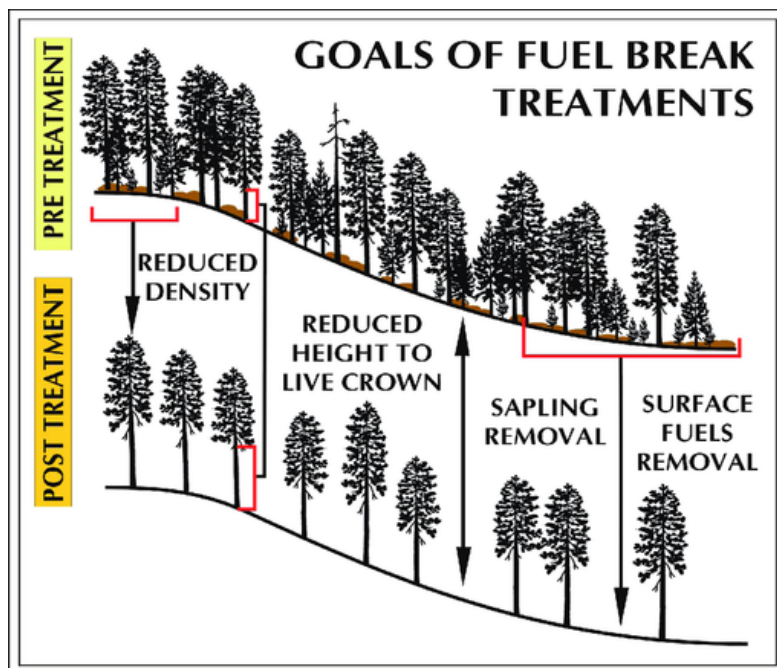 GOALS OF FUEL BREAK
TREATMENTS
PRE TREATMENT
REDUCED
DENSITY
REDUCED
HEIGHT TO
LIVE CROWN
SAPLING
REMOVAL
SURFACE
FUELS
REMOVAL
POST TREATMENT